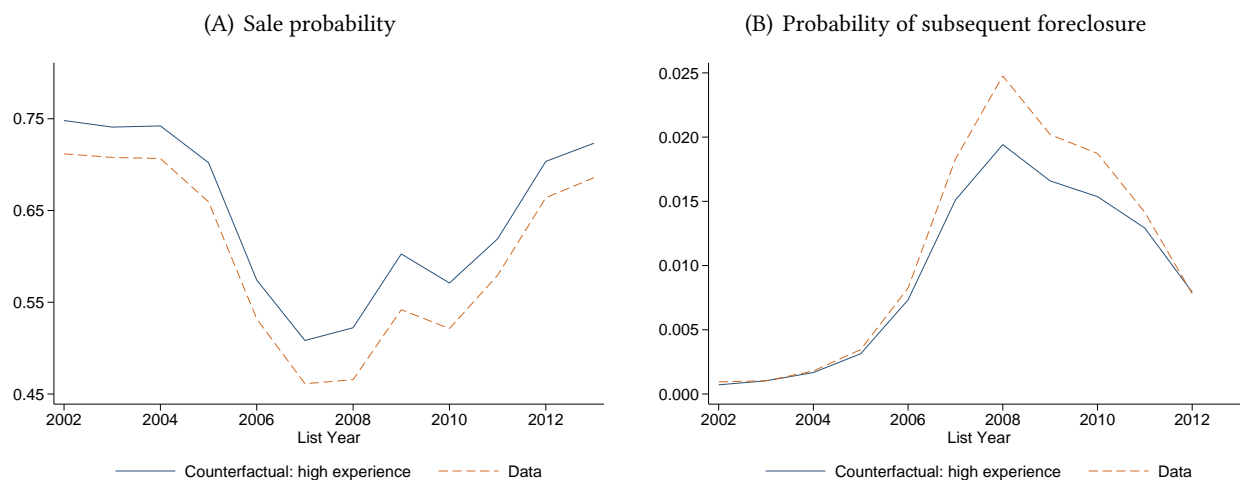 (A) Sale probability
0.75
0.65
0.55
0.45
2002 2004 2006 2008 2010 2012
List Year
Counterfactual: high experience Data
(B) Probability of subsequent foreclosure
0.025
0.020
0.015
0.010
0.005
0.000
2002 2004 2006 2008 2010 2012
List Year
Counterfactual: high experience Data